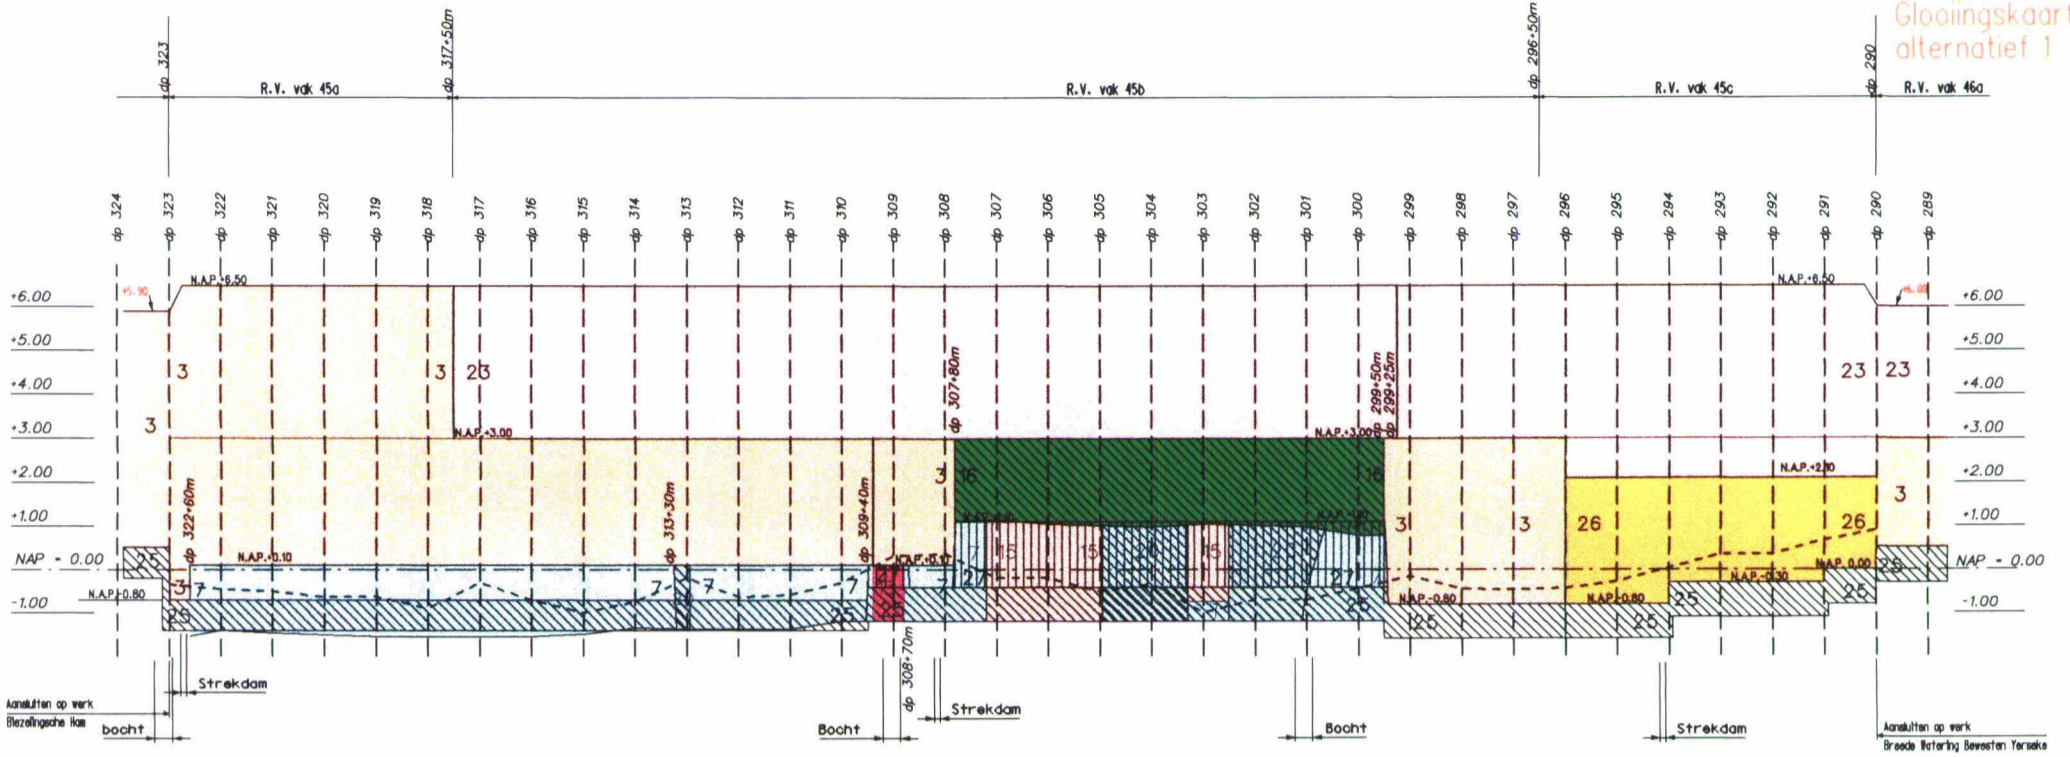 Glooiingskaart
alternatief 1
dp 323
dp 317+50m
dp 296+50m
dp 290
R.V. vak 45a
R.V. vak 45b
R.V. vak 45c
R.V. vak 46a
dp 324
dp 323
dp 322
dp 321
dp 320
dp 319
dp 318
dp 317
dp 316
dp 315
dp 314
dp 313
dp 312
dp 311
dp 310
dp 309
dp 308
dp 307
dp 306
dp 305
dp 304
dp 303
dp 302
dp 301
dp 300
dp 299
dp 298
dp 297
dp 296
dp 295
dp 294
dp 293
dp 292
dp 291
dp 290
dp 289
N.A.P.+6.50
N.A.P.+6.50
+5.90
+6.00
+6.00
+5.00
+5.00
3
3
23
23
23
+4.00
+4.00
dp 307+80m
dp 299+50m
dp 299+25m
3
+3.00
N.A.P.+3.00
N.A.P.+3.00
+3.00
+2.00
3
16
16
N.A.P.+2.10
+2.00
dp 322+60m
dp 313+30m
dp 309+40m
3
+1.00
3
3
26
26
+1.00
NAP - 0.00
25
N.A.P.+0.10
N.A.P.+0.10
7
15
15
15
N.A.P. 0.00
25
NAP - 0.00
N.A.P.-0.80
3
7
7
7
7
27
27
N.A.P.-0.80
N.A.P.-0.80
N.A.P.-0.30
-1.00
25
25
25
25
25
25
25
25
-1.00
dp 308+70m
Strekdam
Strekdam
Aansluiten op werk
Biezelingsche Ham
bocht
Bocht
Bocht
Strekdam
Aansluiten op werk
Breede Watering Bewesten Yerseke